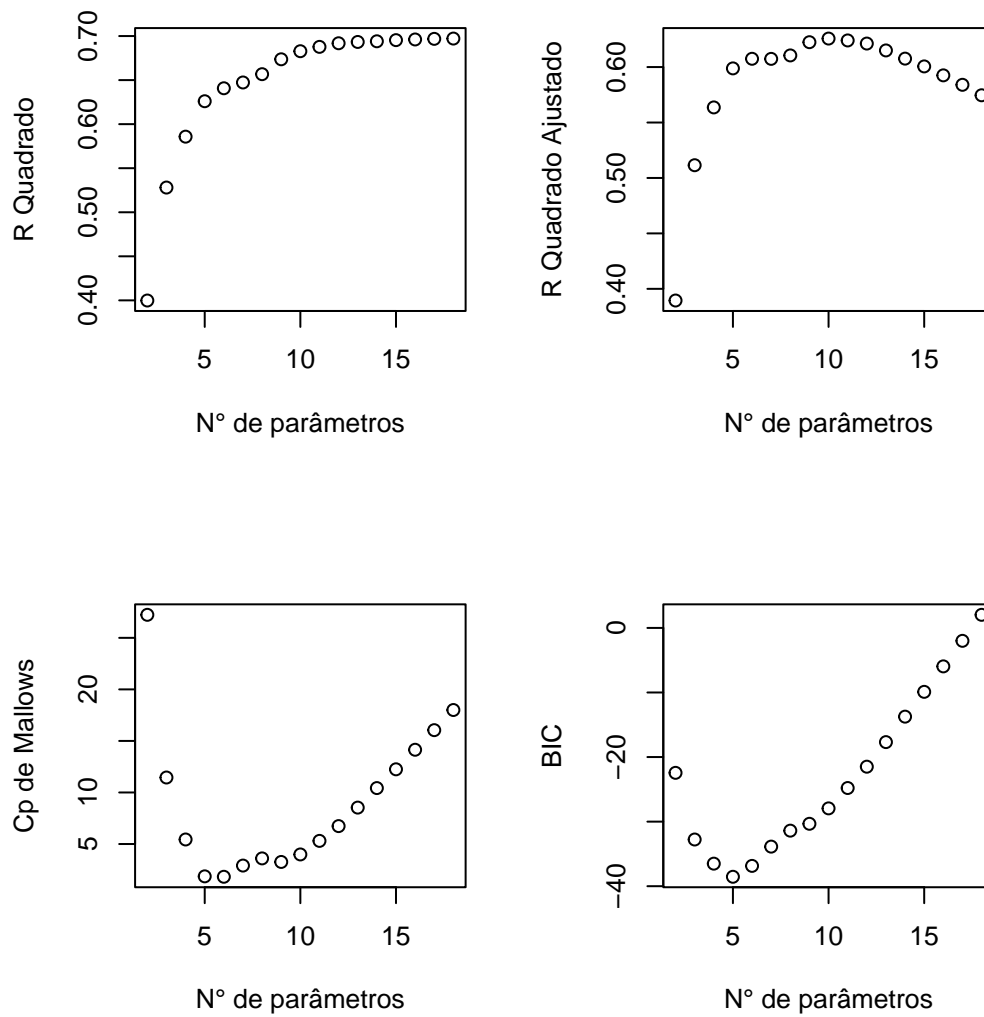 R Quadrado
0.40 0.50 0.60 0.70
5 10 15
N° de parâmetros
R Quadrado Ajustado
0.40 0.50 0.60
5 10 15
N° de parâmetros
Cp de Mallows
5 10 20
5 10 15
N° de parâmetros
BIC
−40 −20 0
5 10 15
N° de parâmetros